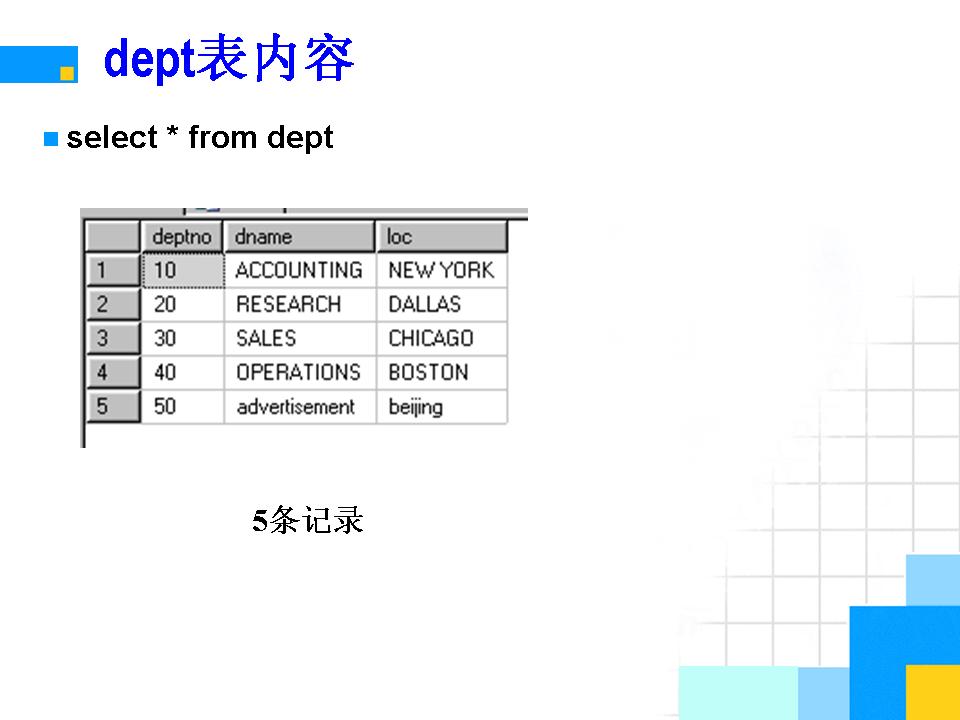 dept表内容
select * from dept
deptno dname loc
1 10 ACCOUNTING NEW YORK
2 20 RESEARCH DALLAS
3 30 SALES CHICAGO
4 40 OPERATIONS BOSTON
5 50 advertisement beijing
5条记录